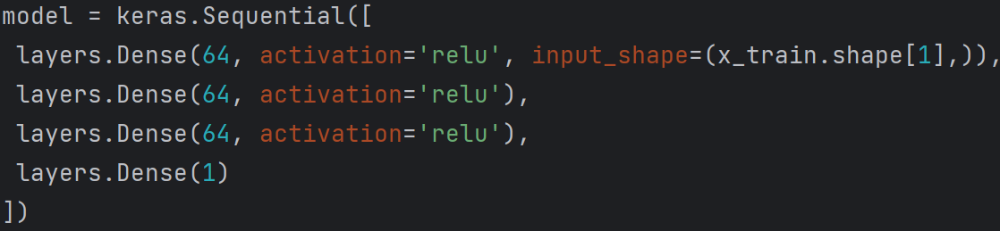 model = keras.Sequential([
 layers.Dense(64, activation='relu', input_shape=(x_train.shape[1],)),
 layers.Dense(64, activation='relu'),
 layers.Dense(64, activation='relu'),
 layers.Dense(1)
])